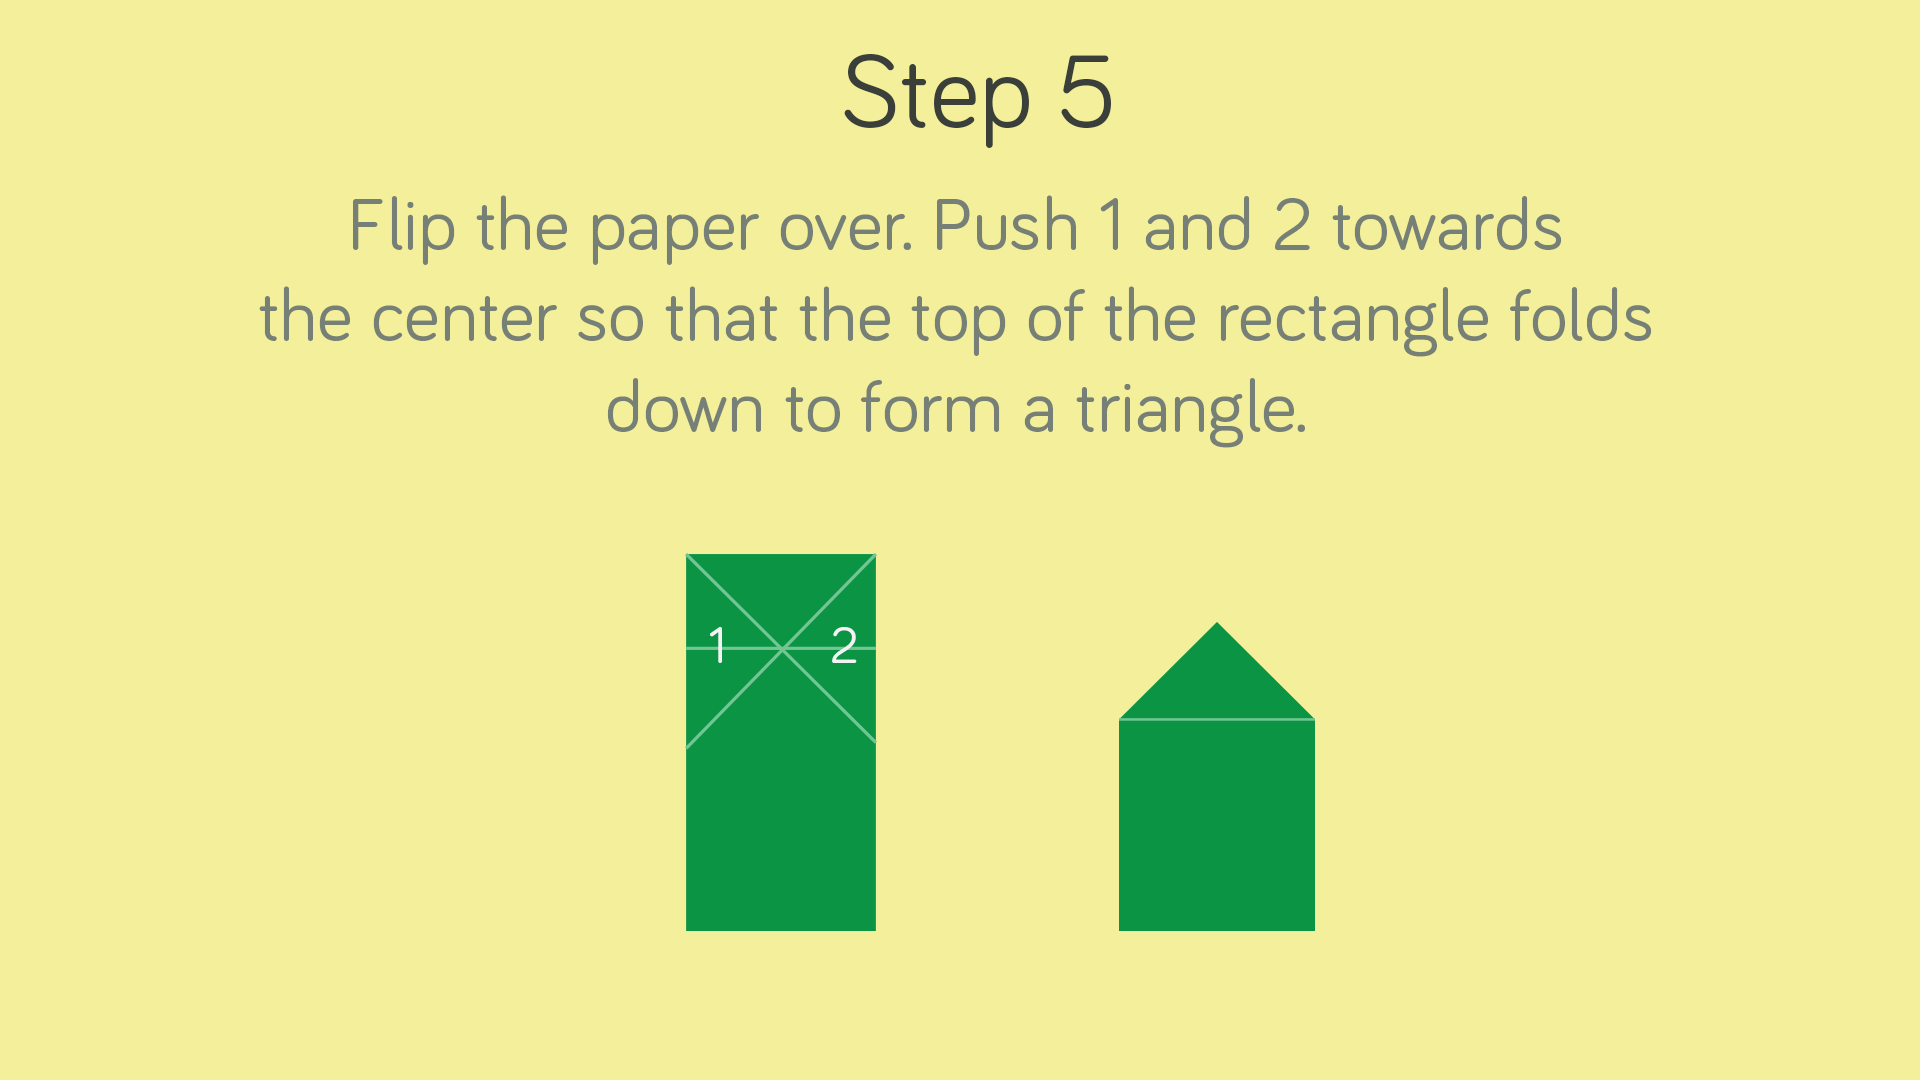 Step 5
Flip the paper over. Push 1 and 2 towards
the center so that the top of the rectangle folds
down to form a triangle.
1 2